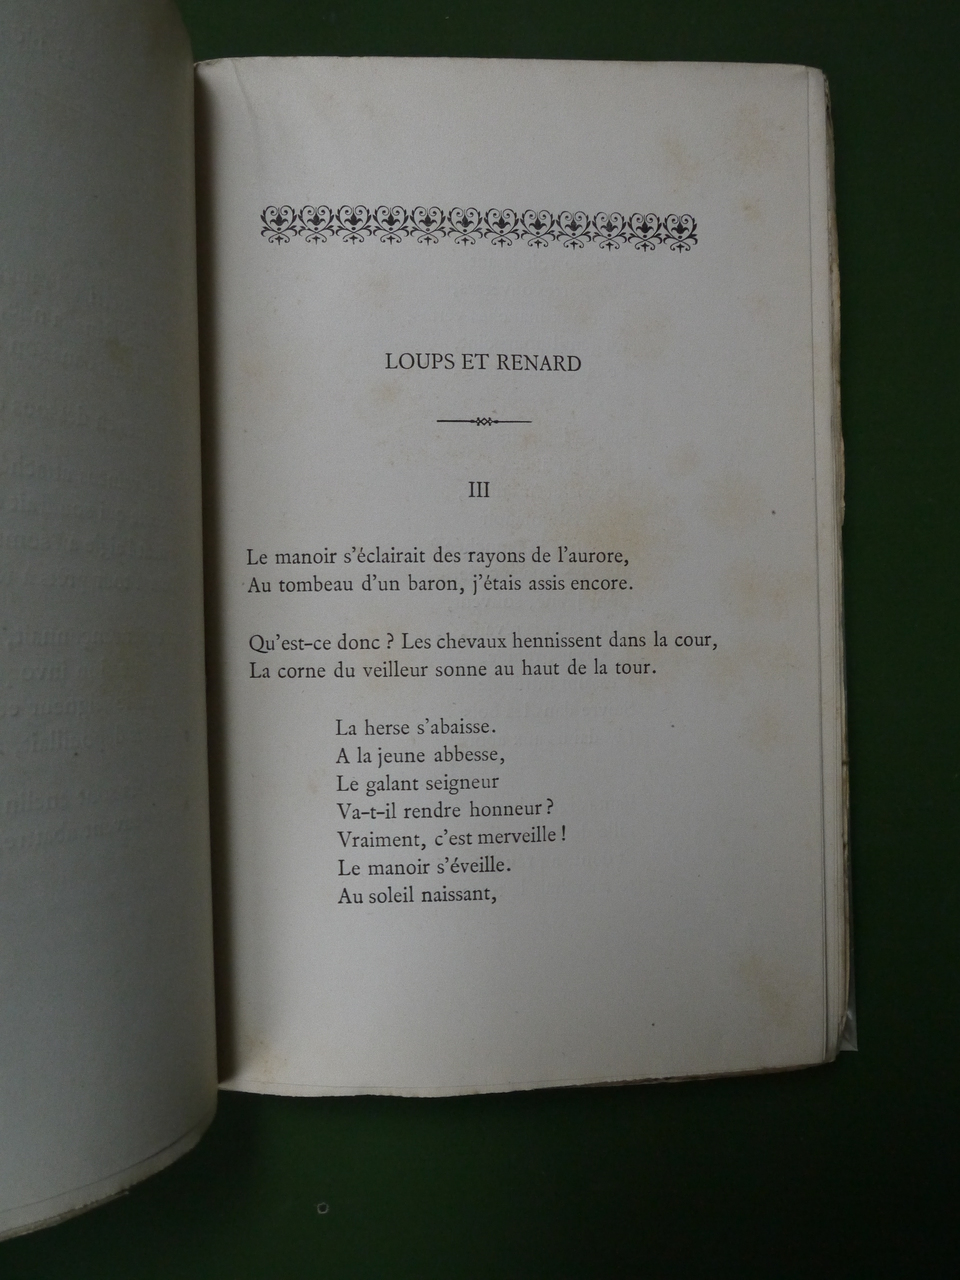 LOUPS ET RENARD
III
Le manoir s'éclairait des rayons de l'aurore,
Au tombeau d'un baron, j'étais assis encore.
Qu'est-ce donc ? Les chevaux hennissent dans la cour,
La corne du veilleur sonne au haut de la tour.
La herse s'abaisse.
A la jeune abbesse,
Le galant seigneur
Va-t-il rendre honneur ?
Vraiment, c'est merveille !
Le manoir s'éveille.
Au soleil naissant,